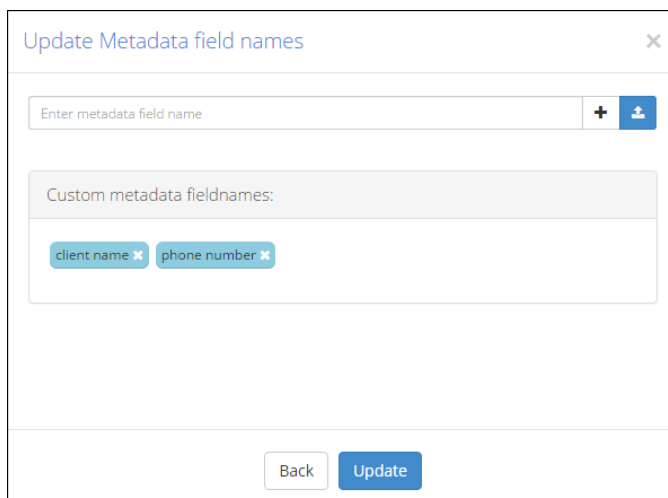 Update Metadata field names
Enter metadata field name
Custom metadata fieldnames:
client name phone number
Back Update